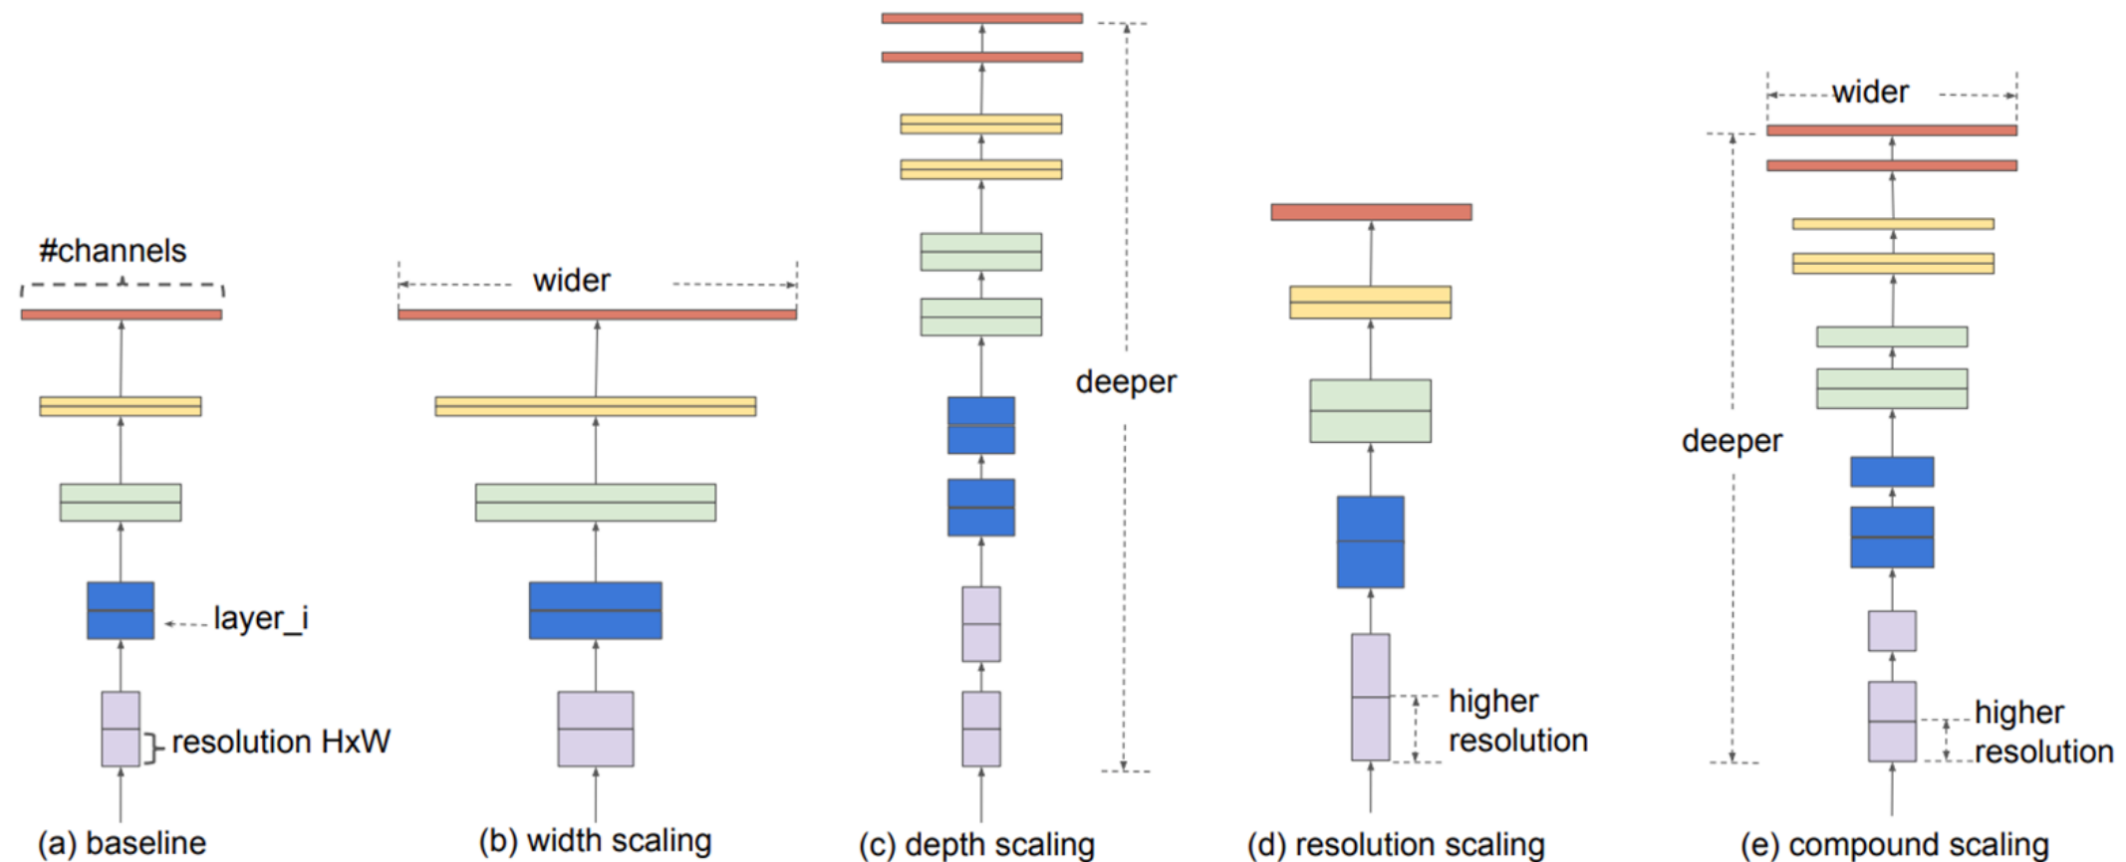 #channels
layer_i
resolution HxW
(a) baseline
wider
(b) width scaling
deeper
(c) depth scaling
higher
resolution
(d) resolution scaling
wider
deeper
higher
resolution
(e) compound scaling